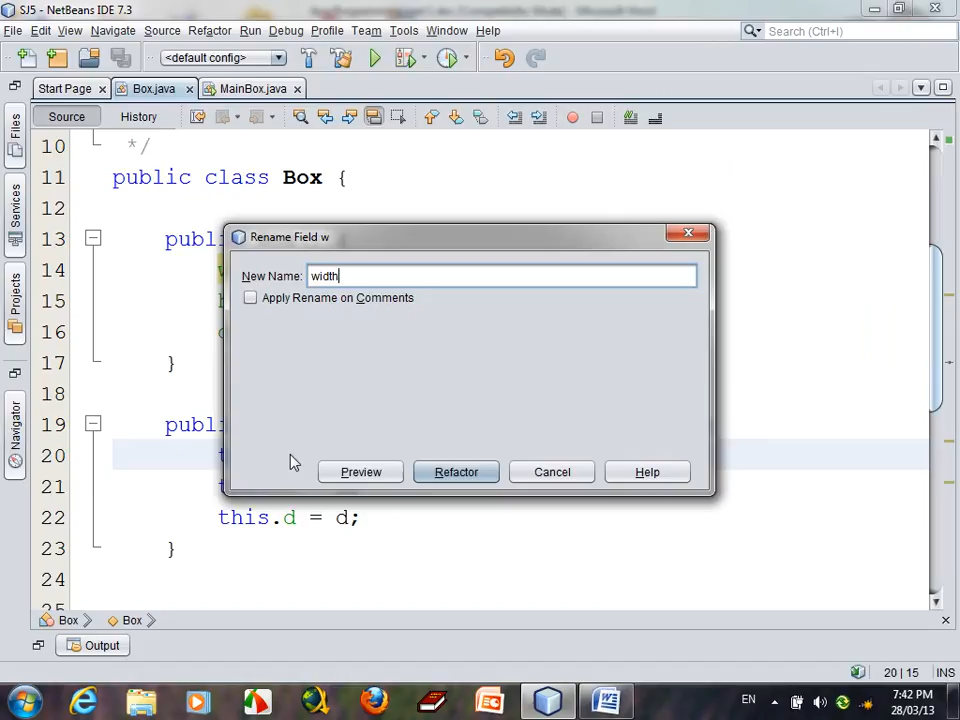 SJ5 - NetBeans IDE 7.3
File Edit View Navigate Source Refactor Run Debug Profile Team Tools Window Help
Search (Ctrl+I)
<default config>
Start Page Box.java MainBox.java
Source History
Files
Services
Projects
Navigator
10 */
11 public class Box {
12
13 publi
14
15
16
17 }
18
19 publi
20
21
22 this.d = d;
23 }
24
25
Rename Field w
New Name: width
Apply Rename on Comments
Preview Refactor Cancel Help
Box Box
Output
20 | 15 INS
EN 7:42 PM
28/03/13